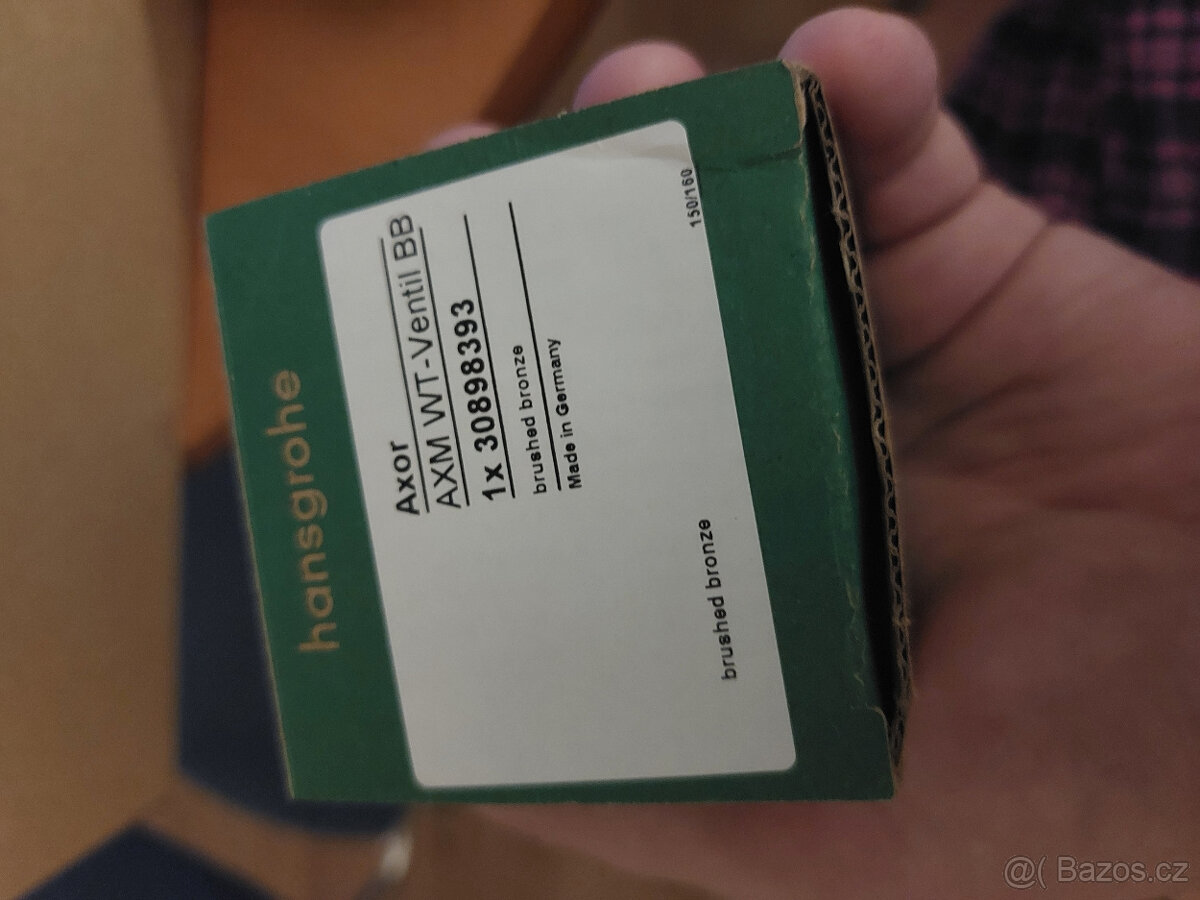 hansgrohe
Axor
AXM WT-Ventil BB
1x 30898393
brushed bronze
Made in Germany
150/160
brushed bronze
@( Bazos.cz